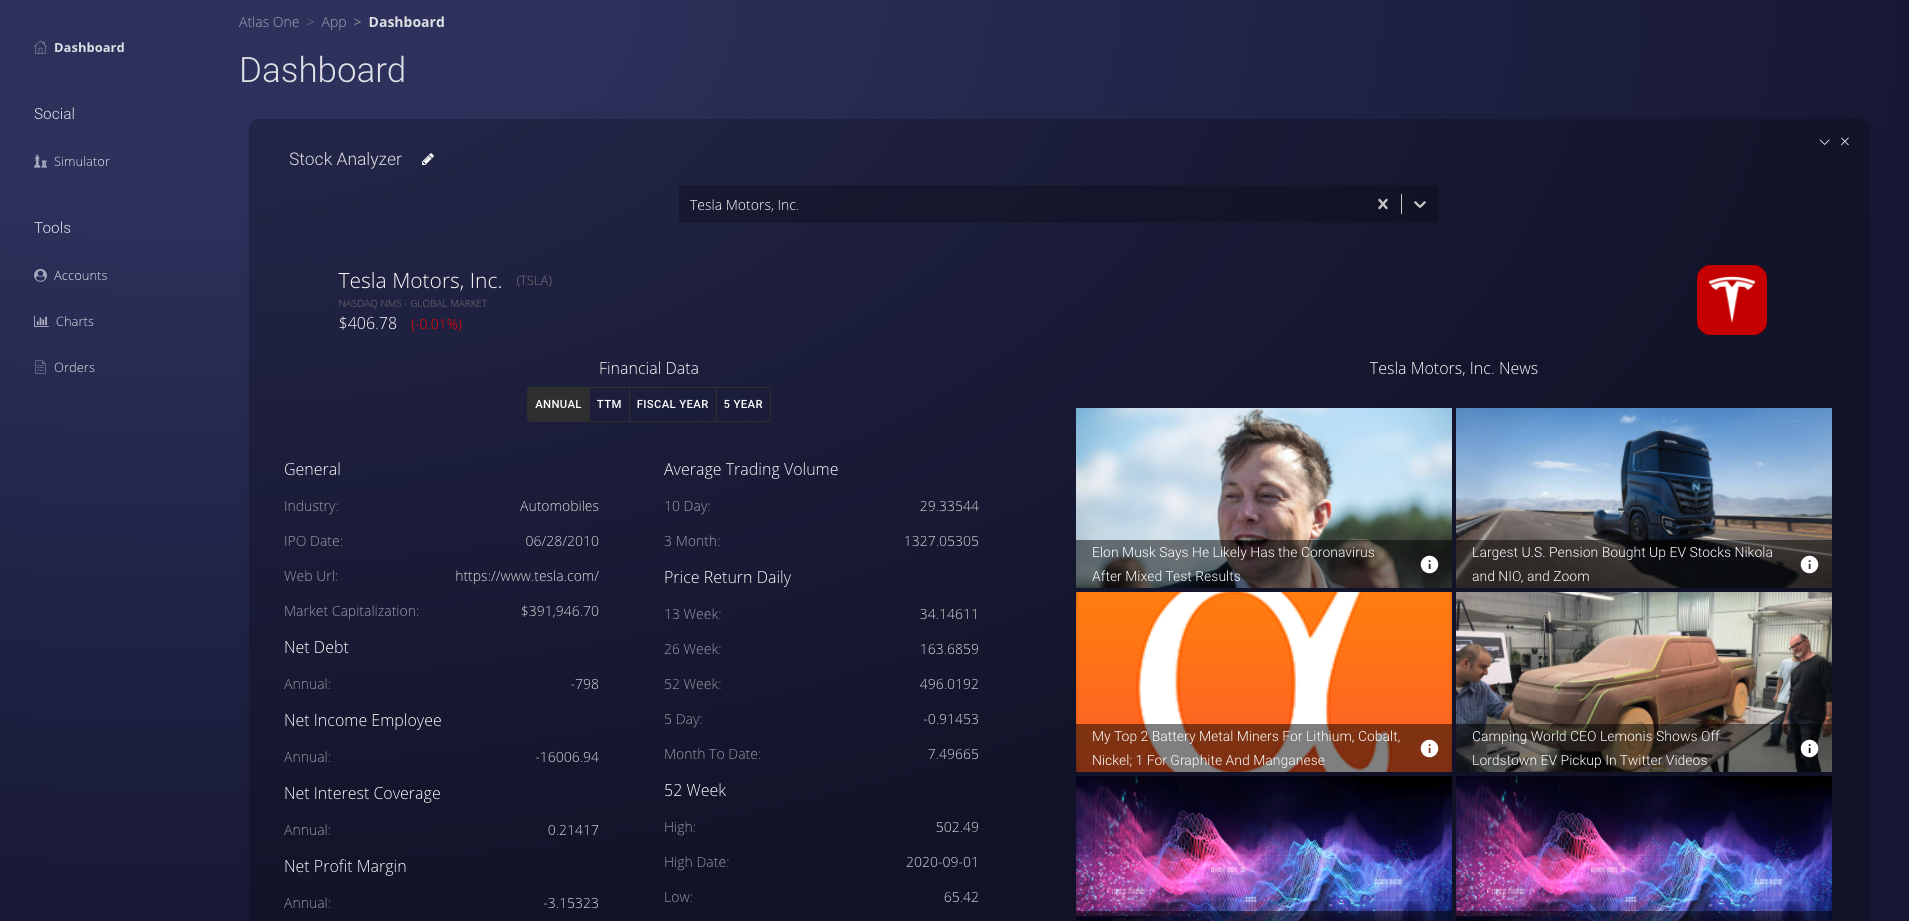 Atlas One > App > Dashboard
Dashboard
Dashboard
Social
Simulator
Tools
Accounts
Charts
Orders
Stock Analyzer
Tesla Motors, Inc.
Tesla Motors, Inc. (TSLA)
NASDAQ NMS - GLOBAL MARKET
$406.78 (-0.01%)
Financial Data
ANNUAL TTM FISCAL YEAR 5 YEAR
General
Industry: Automobiles
IPO Date: 06/28/2010
Web Url: https://www.tesla.com/
Market Capitalization: $391,946.70
Net Debt
Annual: -798
Net Income Employee
Annual: -16006.94
Net Interest Coverage
Annual: 0.21417
Net Profit Margin
Annual: -3.15323
Average Trading Volume
10 Day: 29.33544
3 Month: 1327.05305
Price Return Daily
13 Week: 34.14611
26 Week: 163.6859
52 Week: 496.0192
5 Day: -0.91453
Month To Date: 7.49665
52 Week
High: 502.49
High Date: 2020-09-01
Low: 65.42
Tesla Motors, Inc. News
Elon Musk Says He Likely Has the Coronavirus
After Mixed Test Results
Largest U.S. Pension Bought Up EV Stocks Nikola
and NIO, and Zoom
My Top 2 Battery Metal Miners For Lithium, Cobalt,
Nickel; 1 For Graphite And Manganese
Camping World CEO Lemonis Shows Off
Lordstown EV Pickup In Twitter Videos